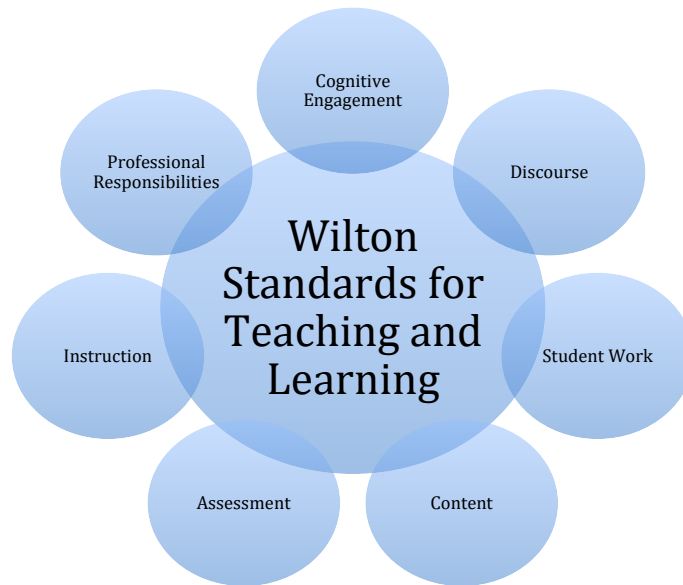 Cognitive
Engagement
Professional
Responsibilities
Discourse
Wilton
Standards for
Teaching and
Learning
Instruction
Student Work
Assessment
Content